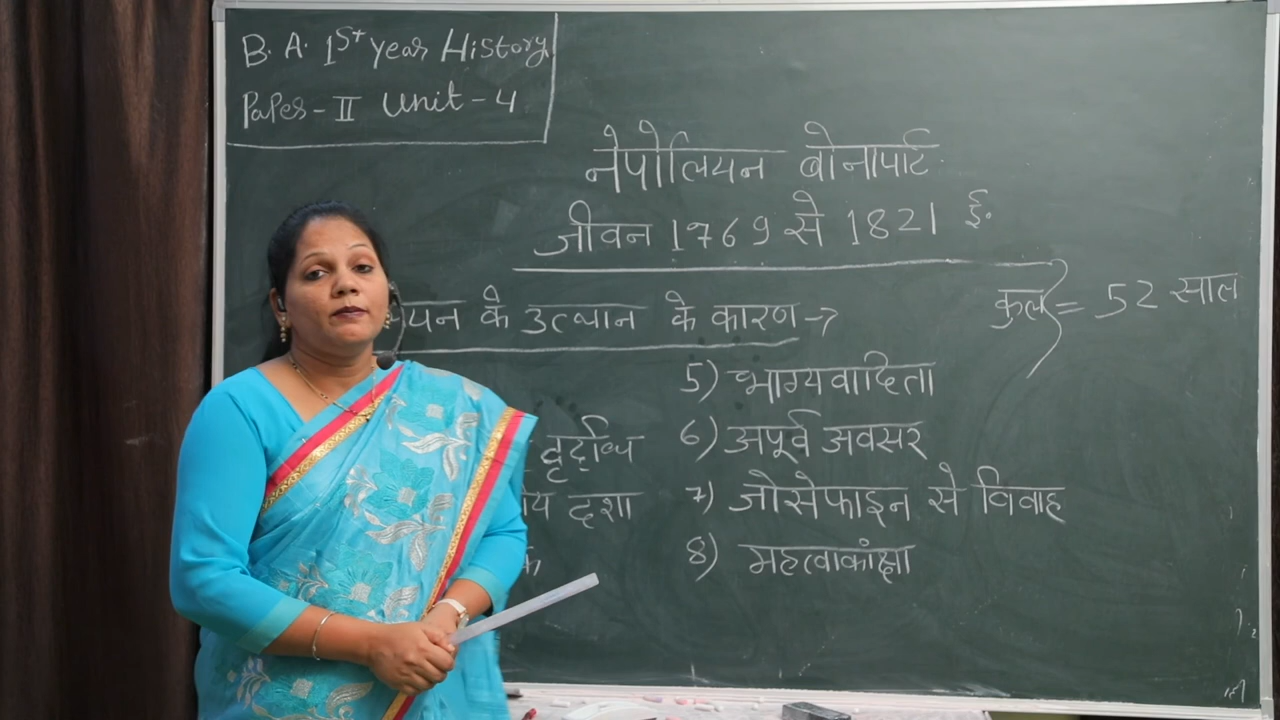 B. A. 1st year History
Paper - II Unit - 4
नेपोलियन बोनापार्ट
जीवन 1769 से 1821 ई.
कुल = 52 साल
के उत्थान के कारण →
5) भाग्यवादिता
6) अपूर्व अवसर
दशा
7) जोसेफाइन से विवाह
8) महत्वाकांक्षा